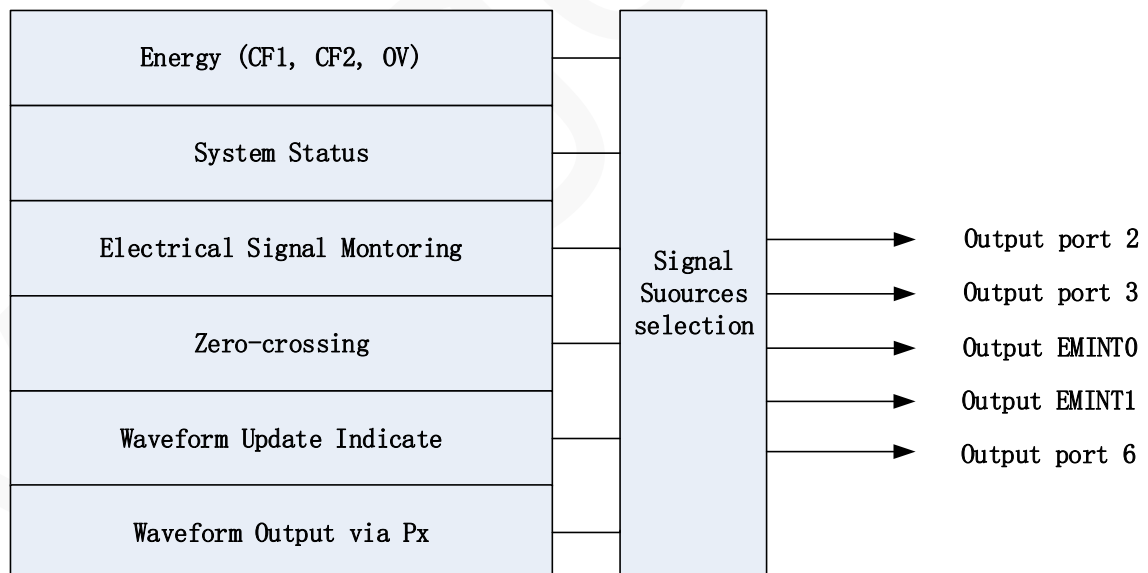 Energy (CF1, CF2, OV)
System Status
Electrical Signal Montoring
Zero-crossing
Waveform Update Indicate
Waveform Output via Px
Signal
Suources
selection
Output port 2
Output port 3
Output EMINT0
Output EMINT1
Output port 6